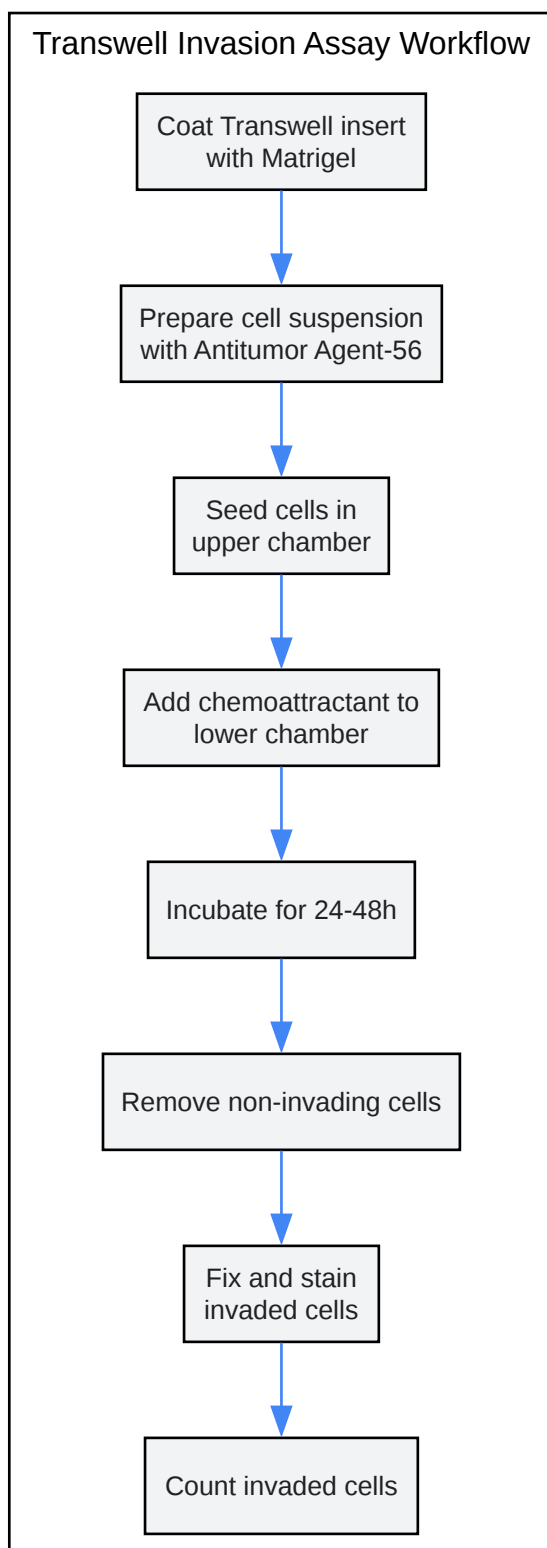 Transwell Invasion Assay Workflow
Coat Transwell insert
with Matrigel
Prepare cell suspension
with Antitumor Agent-56
Seed cells in
upper chamber
Add chemoattractant to
lower chamber
Incubate for 24-48h
Remove non-invading cells
Fix and stain
invaded cells
Count invaded cells